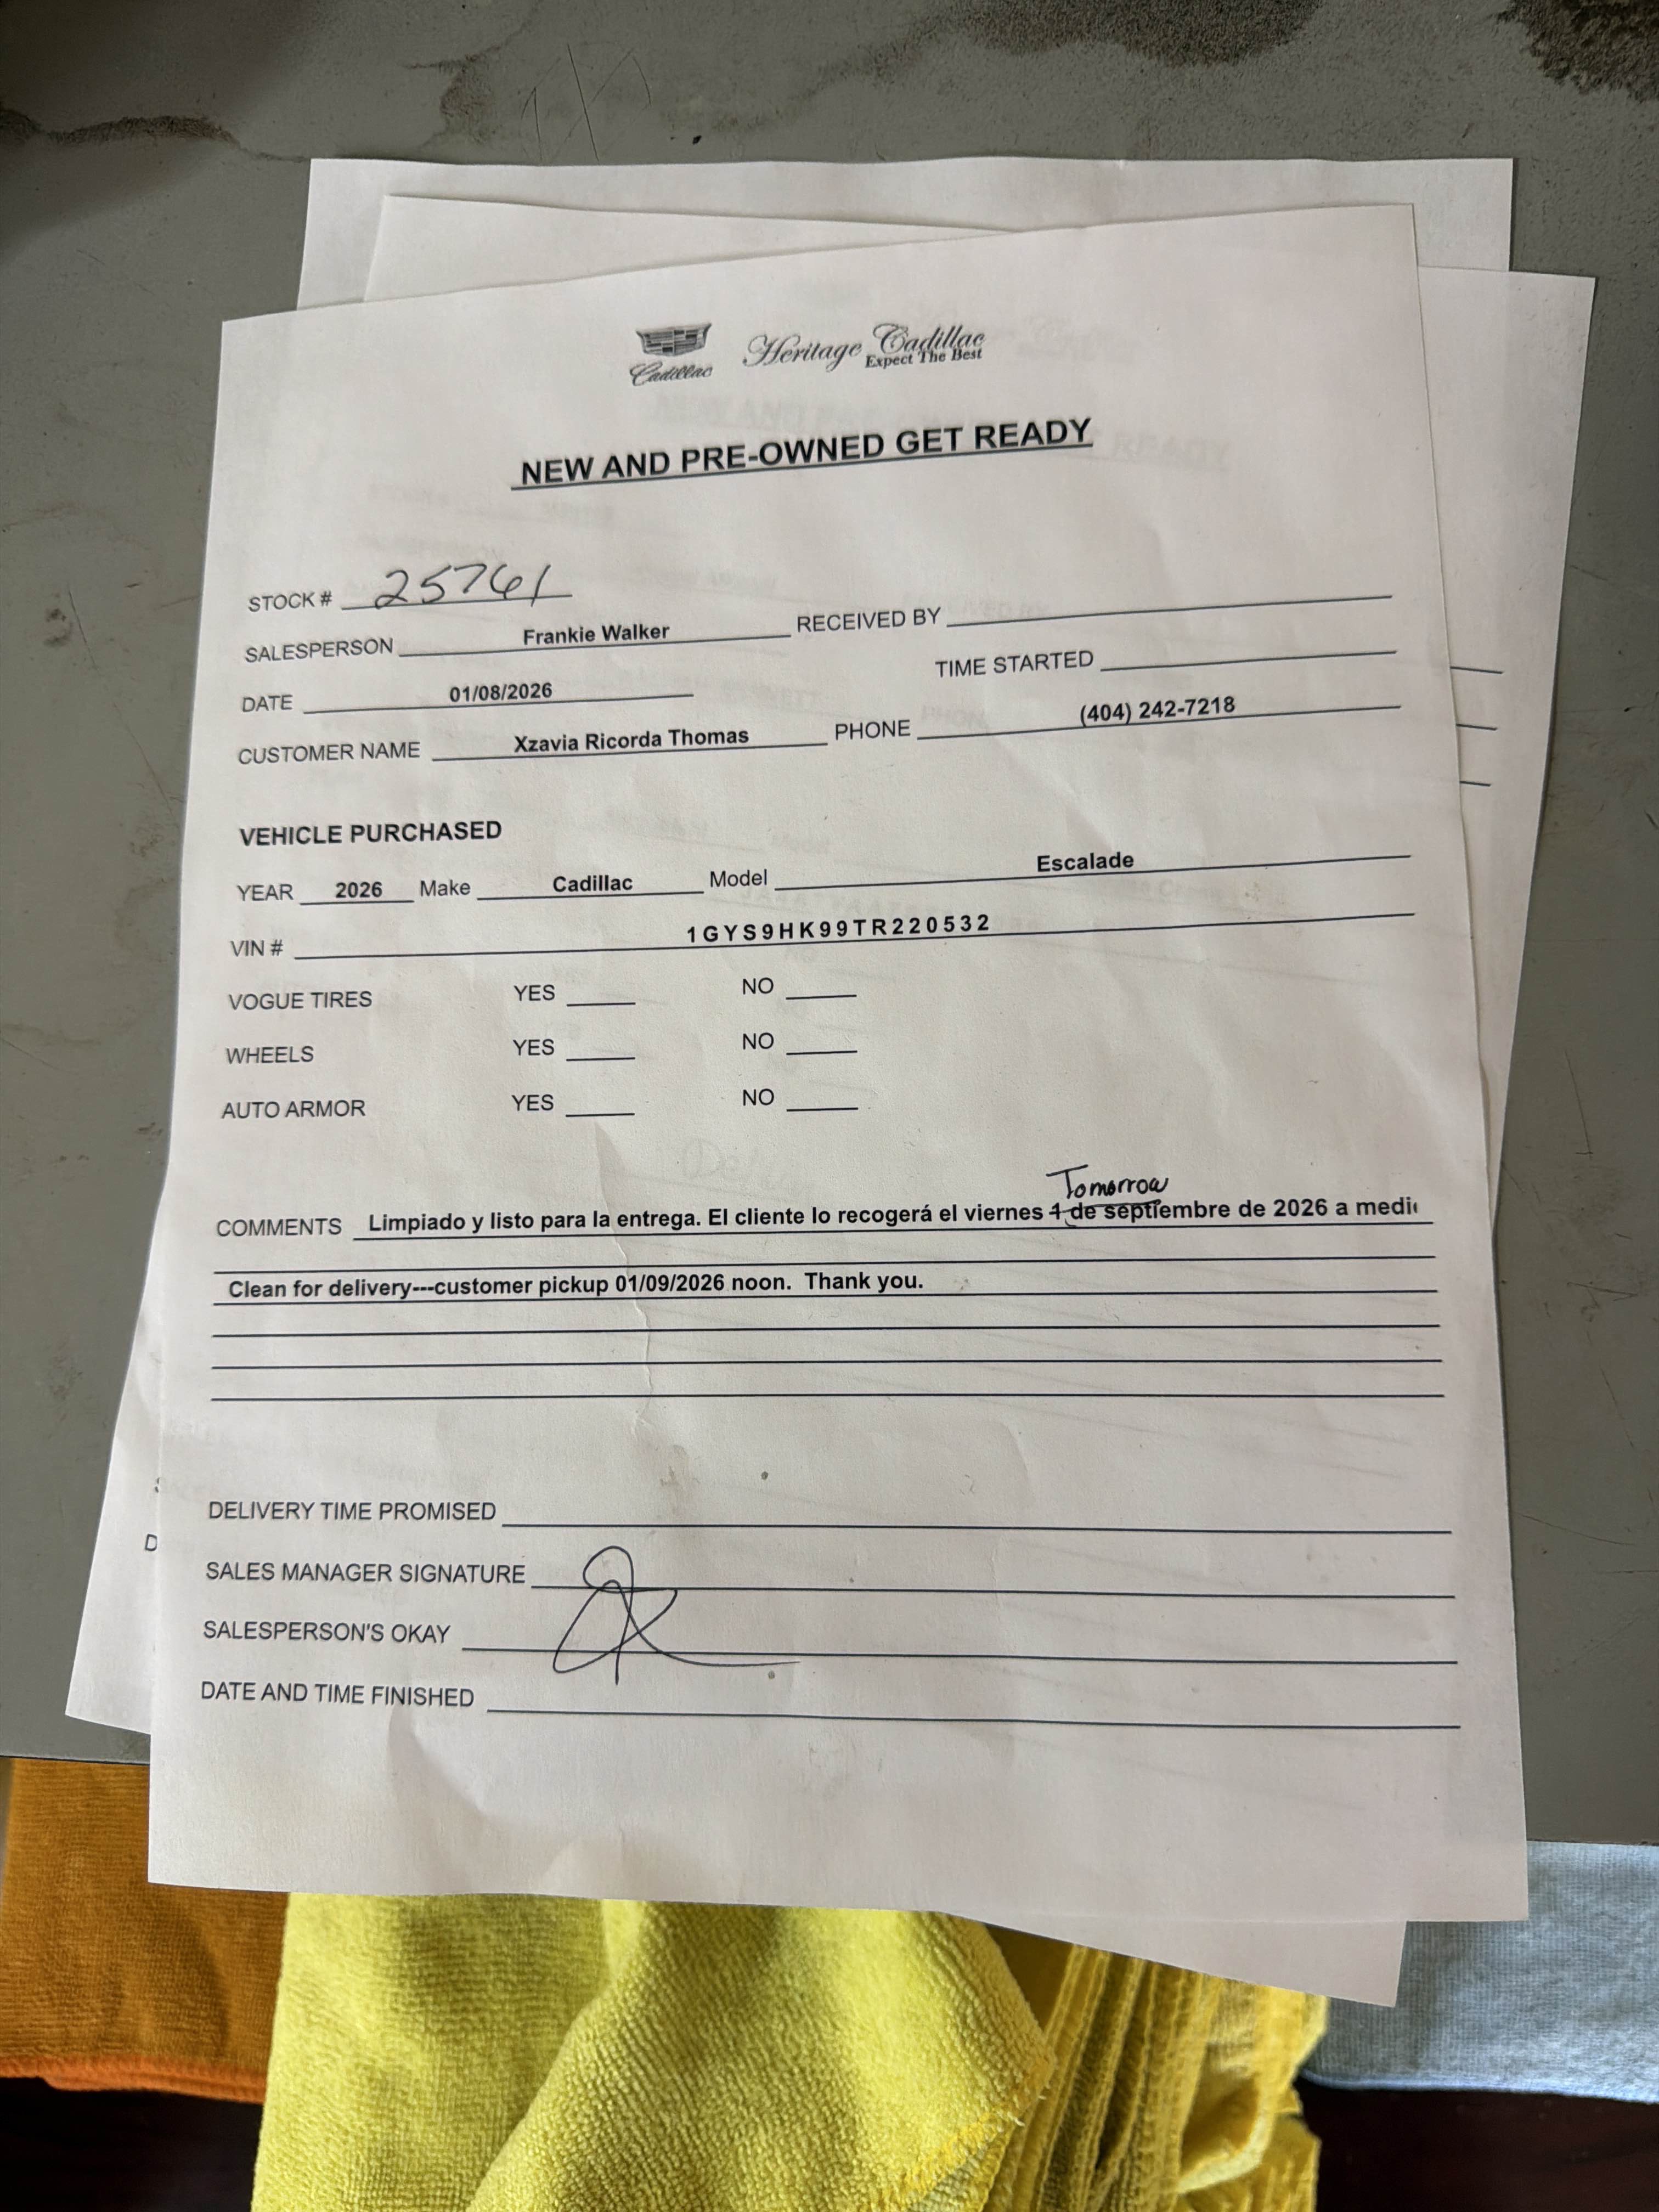 Cadillac
Heritage Cadillac
Expect The Best
NEW AND PRE-OWNED GET READY
STOCK # 25761
SALESPERSON Frankie Walker RECEIVED BY
TIME STARTED
DATE 01/08/2026
CUSTOMER NAME Xzavia Ricorda Thomas PHONE (404) 242-7218
VEHICLE PURCHASED
YEAR 2026 Make Cadillac Model Escalade
VIN # 1GYS9HK99TR220532
VOGUE TIRES YES NO
WHEELS YES NO
AUTO ARMOR YES NO
Tomorrow
COMMENTS Limpiado y listo para la entrega. El cliente lo recogerá el viernes 1 de septiembre de 2026 a medi
Clean for delivery---customer pickup 01/09/2026 noon. Thank you.
DELIVERY TIME PROMISED
SALES MANAGER SIGNATURE
SALESPERSON'S OKAY
DATE AND TIME FINISHED